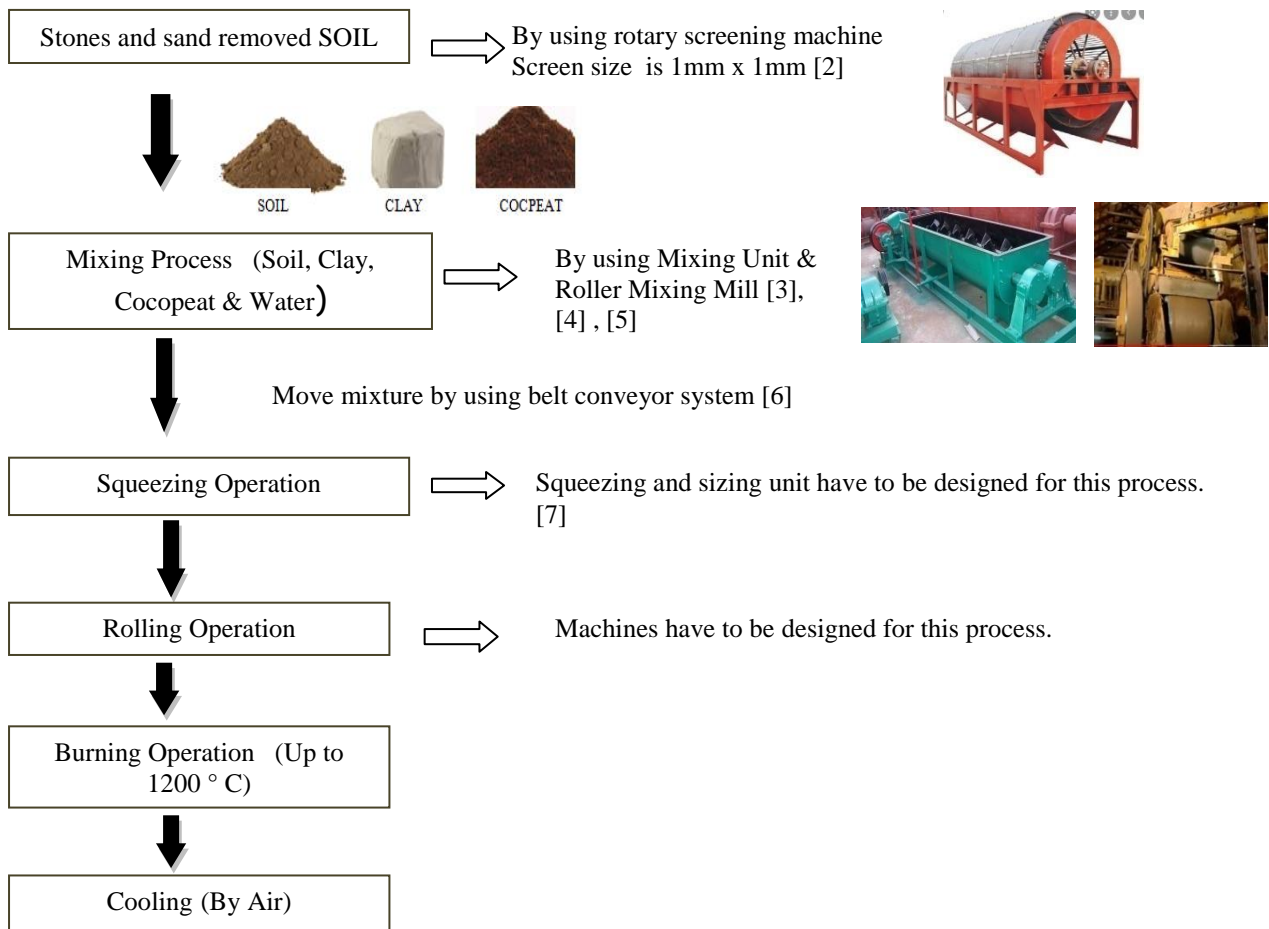 Stones and sand removed SOIL
By using rotary screening machine
Screen size is 1mm x 1mm [2]
SOIL
CLAY
COCPEAT
Mixing Process (Soil, Clay,
Cocopeat & Water)
By using Mixing Unit &
Roller Mixing Mill [3],
[4] , [5]
Move mixture by using belt conveyor system [6]
Squeezing Operation
Squeezing and sizing unit have to be designed for this process.
[7]
Rolling Operation
Machines have to be designed for this process.
Burning Operation (Up to
1200 ° C)
Cooling (By Air)